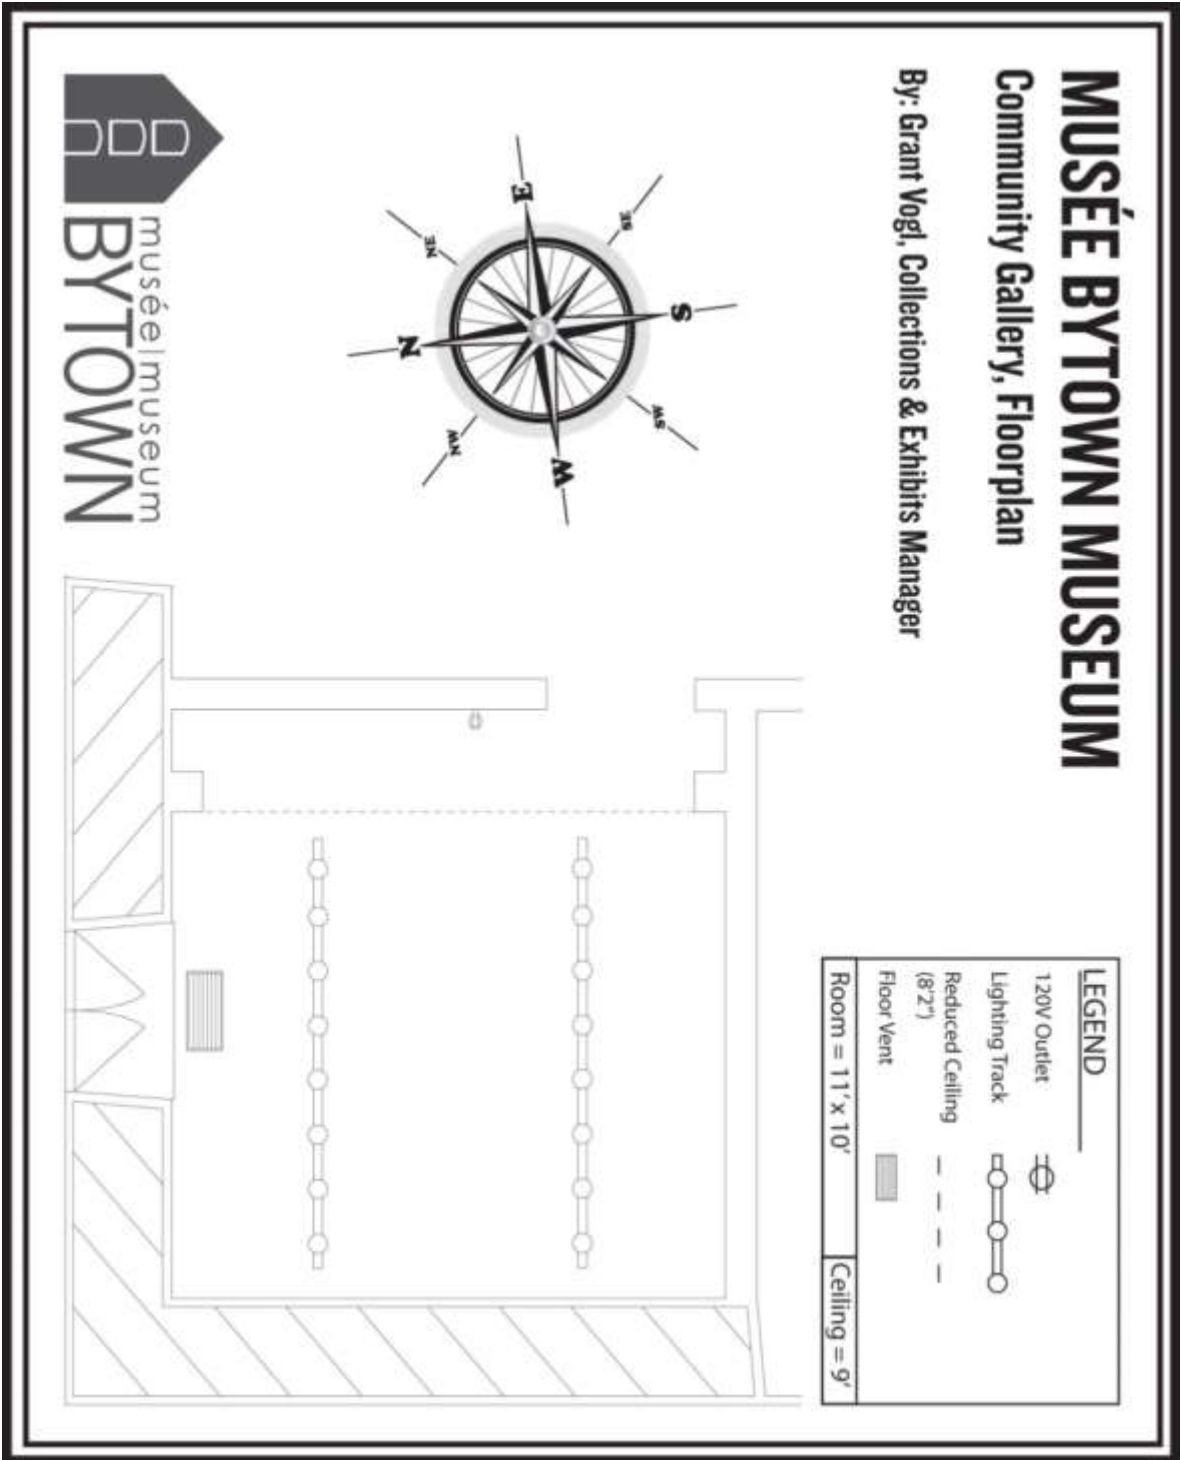 MUSÉE BYTOWN MUSEUM
Community Gallery, Floorplan
By: Grant Vogl, Collections & Exhibits Manager
LEGEND
120V Outlet
Lighting Track
Reduced Ceiling
(8'2")
Floor Vent
Room = 11' x 10'
Ceiling = 9'
S
SE
SW
E
W
NE
NW
N
musée|museum
BYTOWN